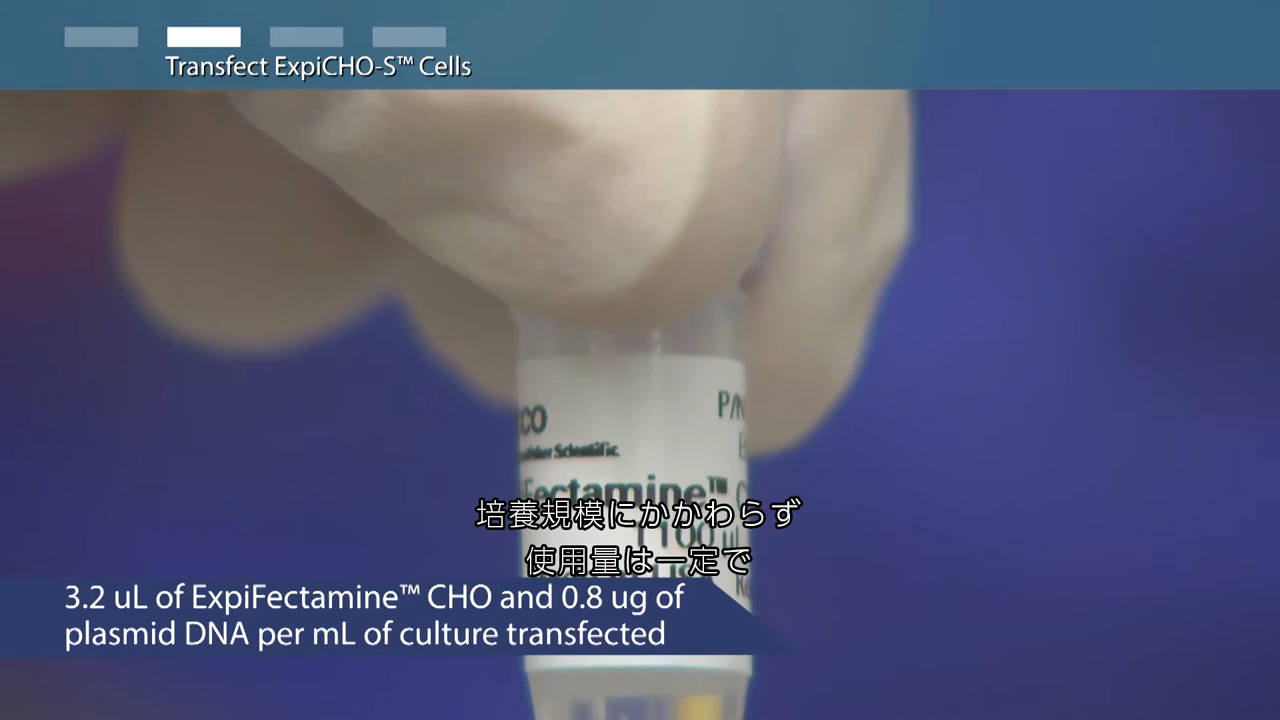 Transfect ExpiCHO-S™ Cells
P/N
Scientific
Fectamine™
培養規模にかかわらず
使用量は一定で
3.2 uL of ExpiFectamine™ CHO and 0.8 ug of
plasmid DNA per mL of culture transfected